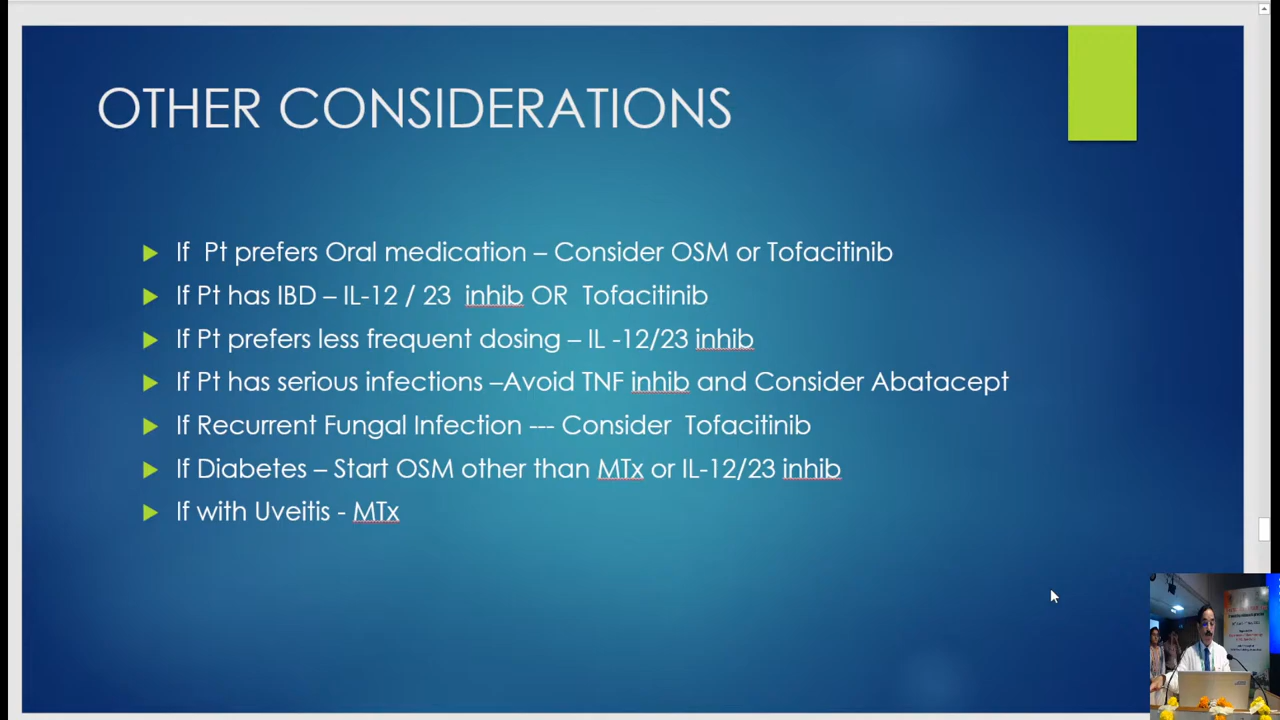 OTHER CONSIDERATIONS
If Pt prefers Oral medication – Consider OSM or Tofacitinib
If Pt has IBD – IL-12 / 23 inhib OR Tofacitinib
If Pt prefers less frequent dosing – IL -12/23 inhib
If Pt has serious infections –Avoid TNF inhib and Consider Abatacept
If Recurrent Fungal Infection --- Consider Tofacitinib
If Diabetes – Start OSM other than MTx or IL-12/23 inhib
If with Uveitis - MTx